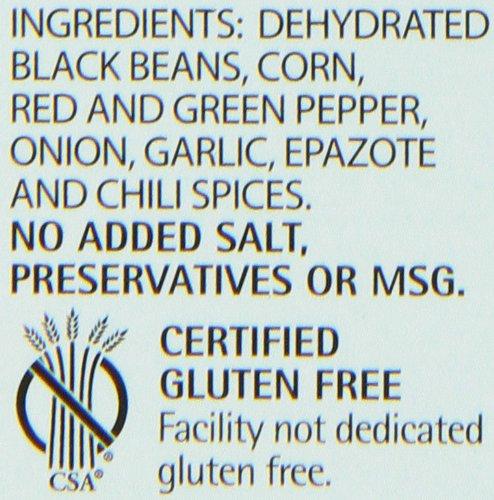 INGREDIENTS: DEHYDRATED
BLACK BEANS, CORN,
RED AND GREEN PEPPER,
ONION, GARLIC, EPAZOTE
AND CHILI SPICES.
NO ADDED SALT,
PRESERVATIVES OR MSG.
CERTIFIED
GLUTEN FREE
Facility not dedicated
gluten free.
CSA®®